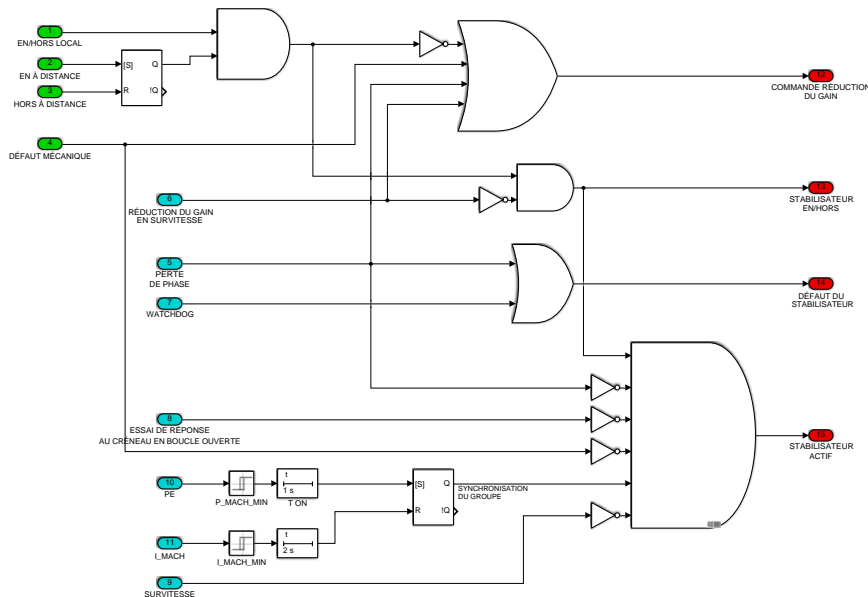 1
EN/HORS LOCAL
2
EN À DISTANCE
3
HORS À DISTANCE
[S]
Q
R
!Q
4
DÉFAUT MÉCANIQUE
12
COMMANDE RÉDUCTION
DU GAIN
6
RÉDUCTION DU GAIN
EN SURVITESSE
13
STABILISATEUR
EN/HORS
5
PERTE
DE PHASE
7
WATCHDOG
14
DÉFAUT DU
STABILISATEUR
8
ESSAI DE RÉPONSE
AU CRÉNEAU EN BOUCLE OUVERTE
15
STABILISATEUR
ACTIF
10
PE
P_MACH_MIN
t
1 s
T ON
[S]
Q
R
!Q
SYNCHRONISATION
DU GROUPE
11
I_MACH
I_MACH_MIN
t
2 s
9
SURVITESSE